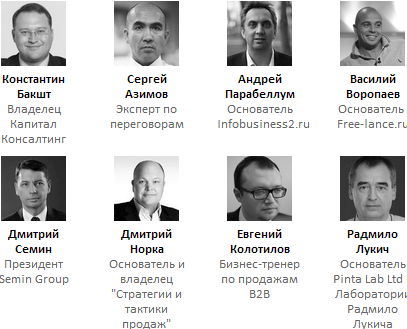 Константин
Бакшт
Владелец
Капитал
Консалтинг
Сергей
Азимов
Эксперт по
переговорам
Андрей
Парабеллум
Основатель
Infobusiness2.ru
Василий
Воропаев
Основатель
Free-lance.ru
Дмитрий
Семин
Президент
Semin Group
Дмитрий
Норка
Основатель и
владелец
"Стратегии и
тактики
продаж"
Евгений
Колотилов
Бизнес-тренер
по продажам
B2B
Радмило
Лукич
Основатель
Pinta Lab Ltd
Лаборатории
Радмило
Лукича